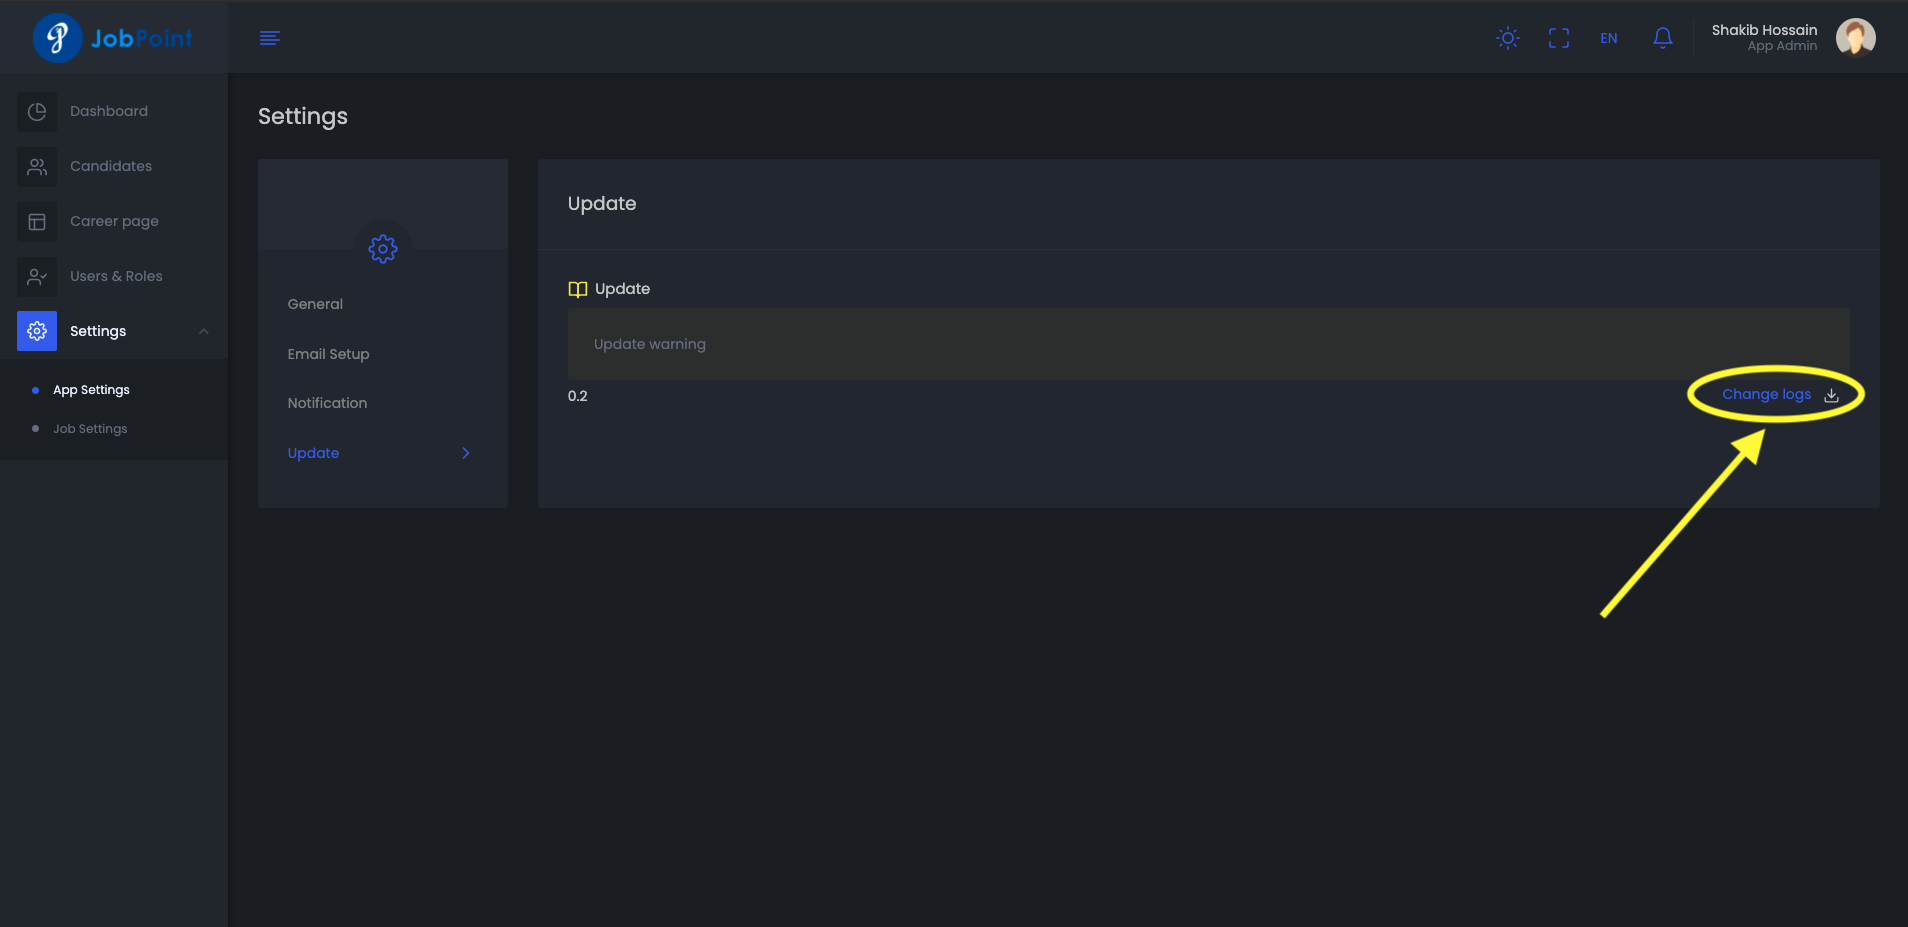 JobPoint
EN
Shakib Hossain
App Admin
Dashboard
Candidates
Career page
Users & Roles
Settings
App Settings
Job Settings
Settings
General
Email Setup
Notification
Update
Update
Update
Update warning
0.2
Change logs